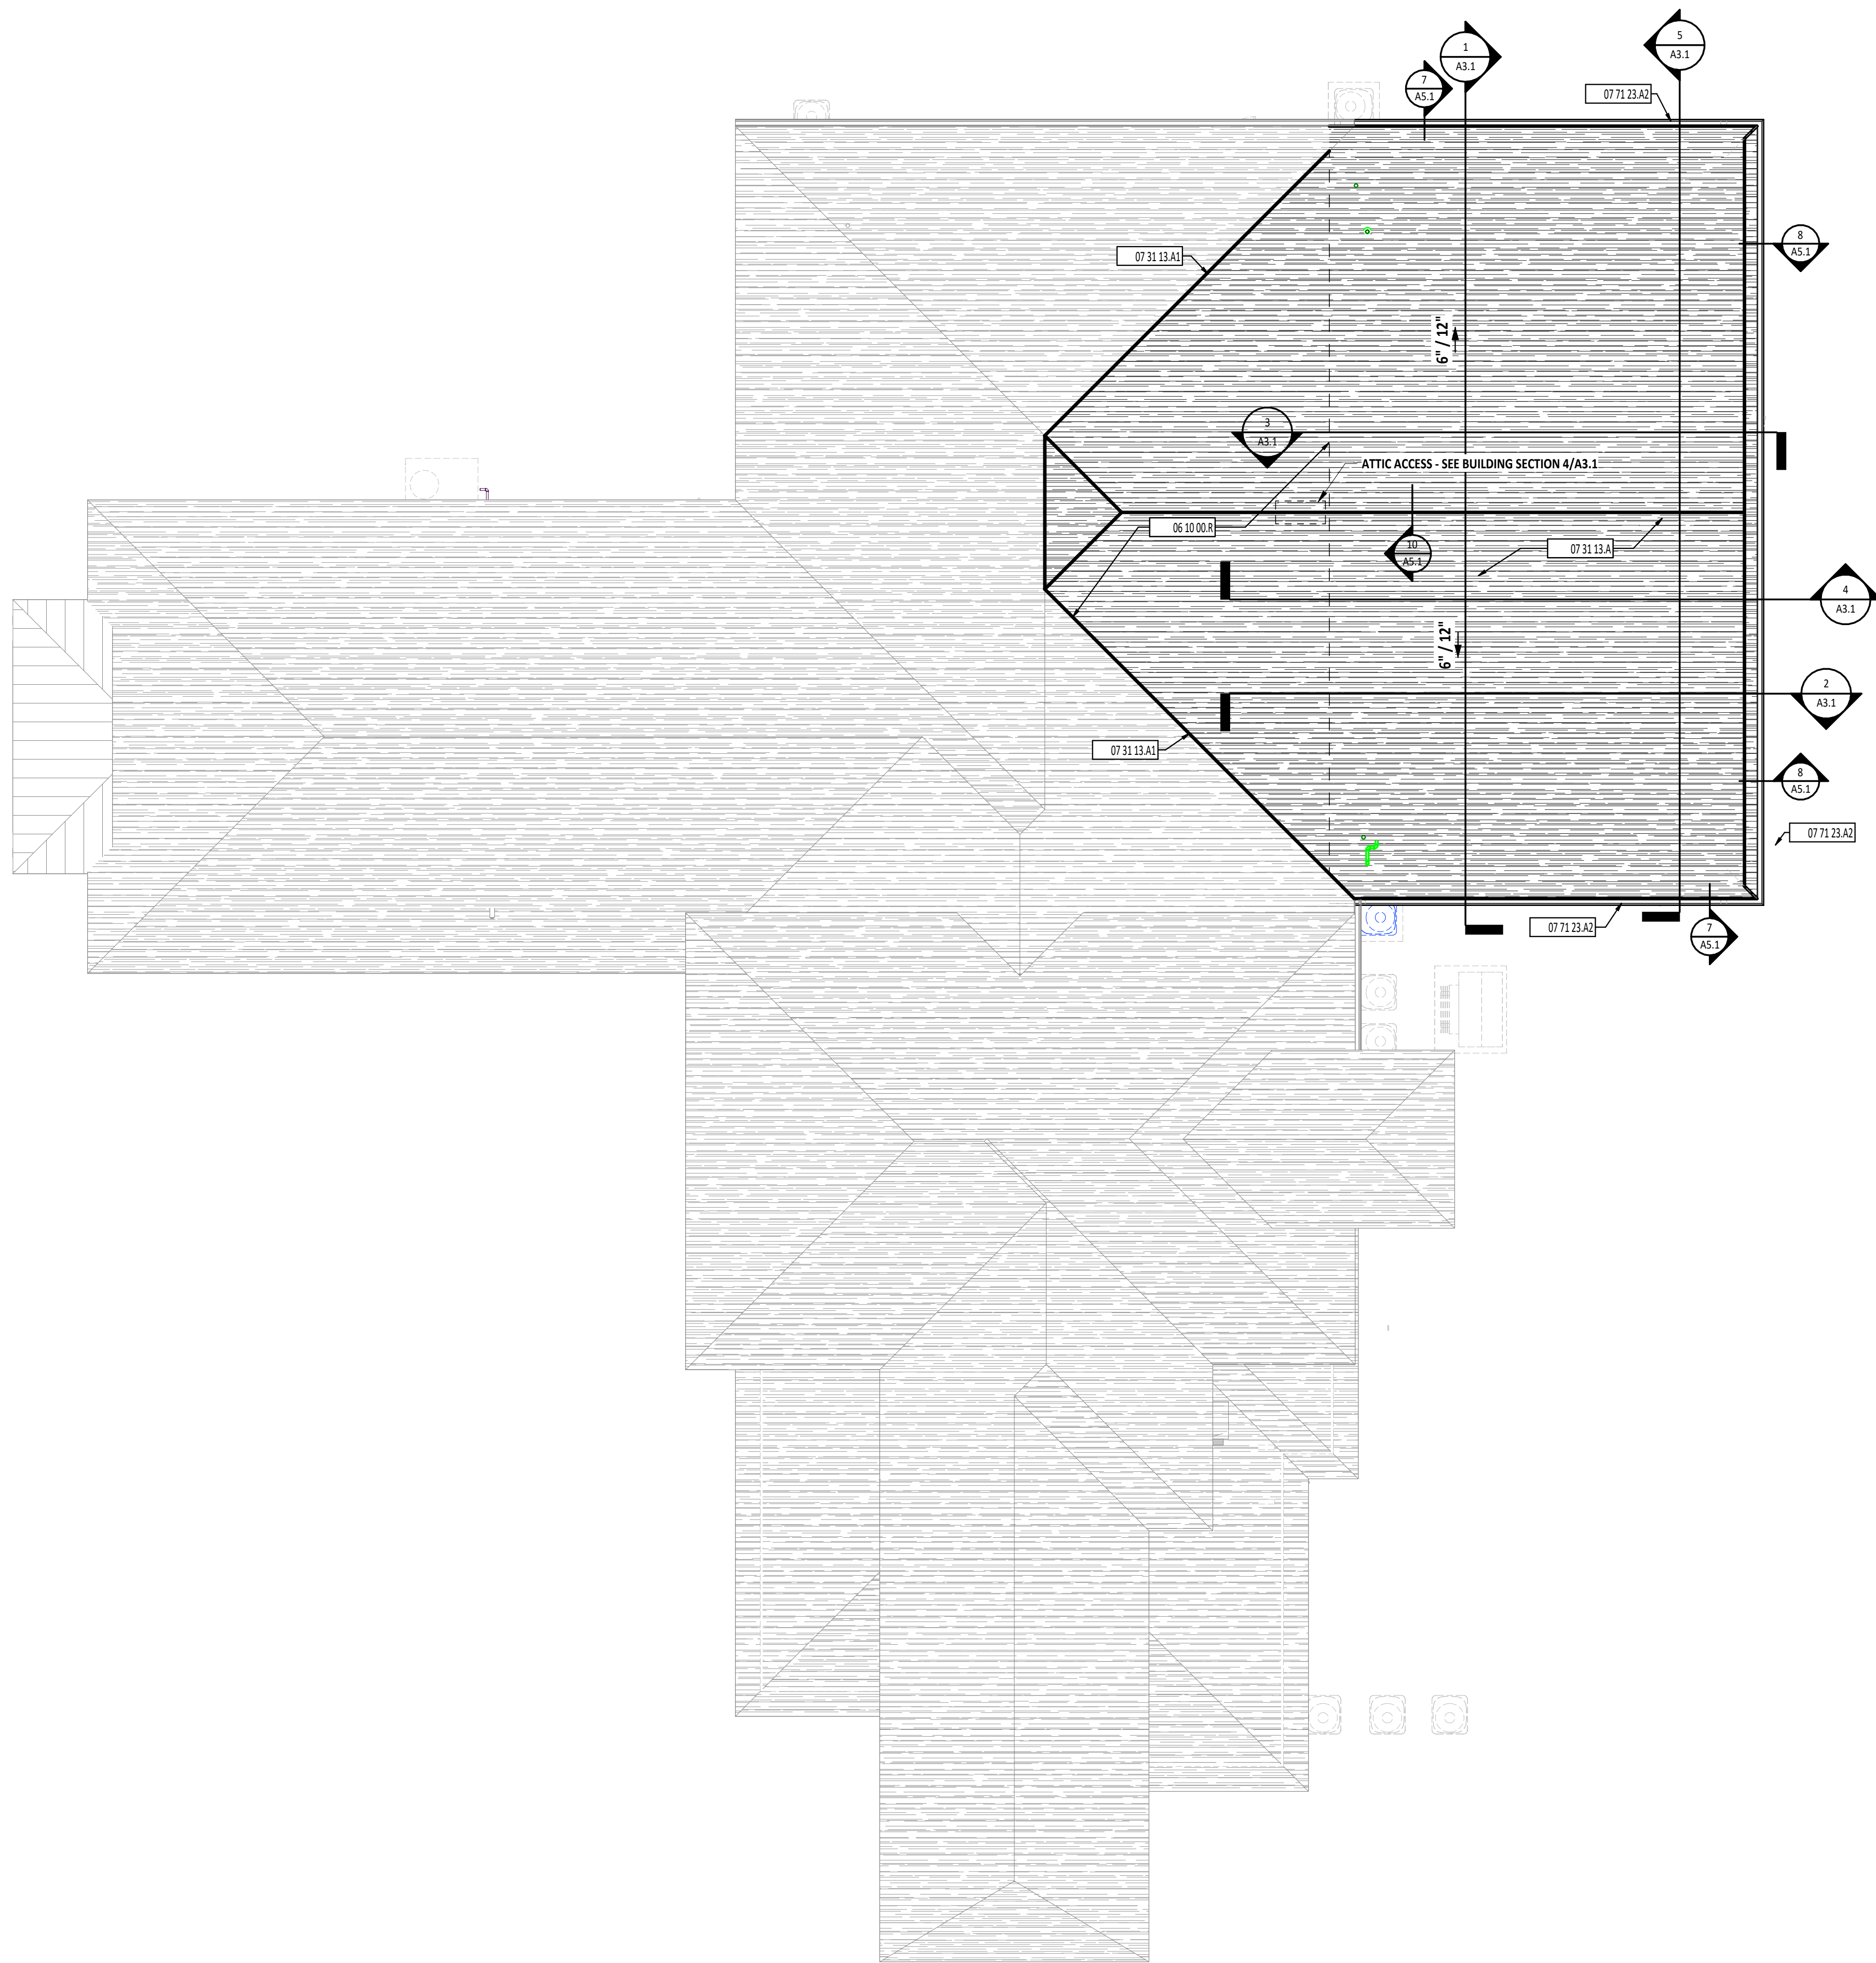 5
A3.1
1
A3.1
7
A5.1
07 71 23.A2
8
A5.1
07 31 13.A1
6" / 12"
3
A3.1
ATTIC ACCESS - SEE BUILDING SECTION 4/A3.1
06 10 00.R
10
A5.1
07 31 13.A
4
A3.1
6" / 12"
2
A3.1
07 31 13.A1
8
A5.1
07 71 23.A2
07 71 23.A2
7
A5.1